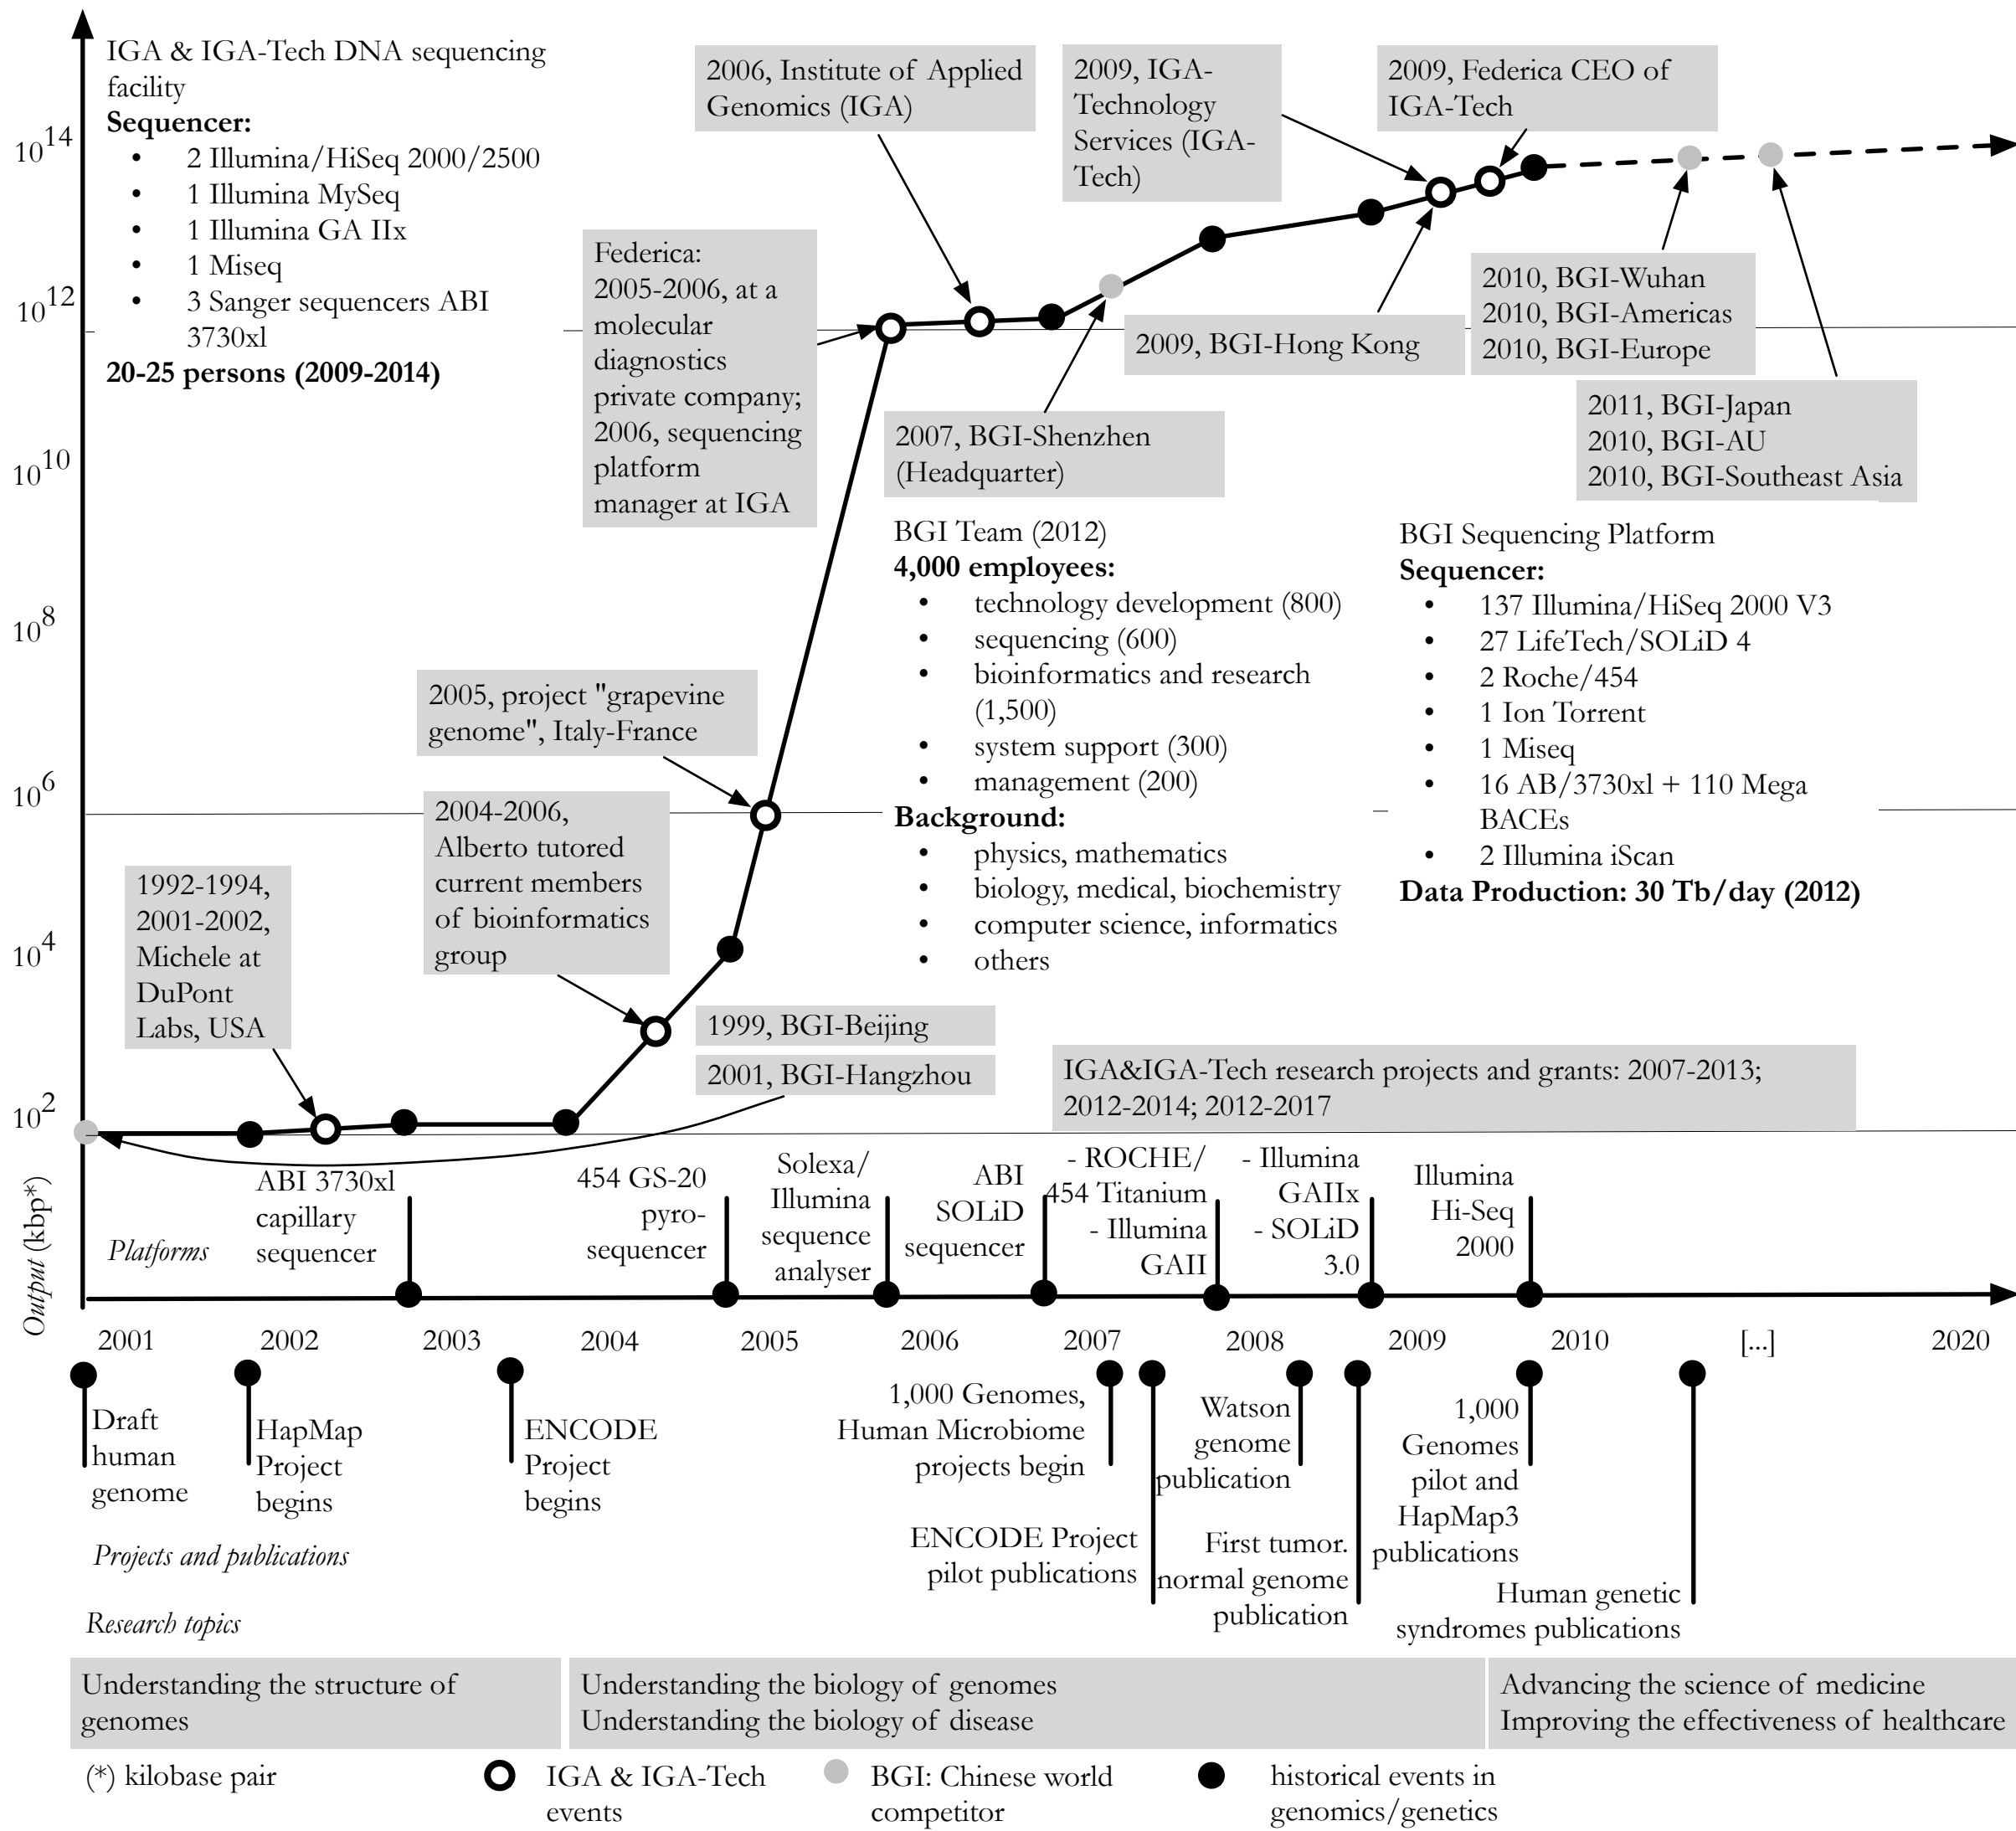 IGA & IGA-Tech DNA sequencing
facility
Sequencer:
• 2 Illumina/HiSeq 2000/2500
• 1 Illumina MySeq
• 1 Illumina GA IIx
• 1 Miseq
• 3 Sanger sequencers ABI
3730xl
20-25 persons (2009-2014)
2006, Institute of Applied
Genomics (IGA)
2009, IGA-
Technology
Services (IGA-
Tech)
2009, Federica CEO of
IGA-Tech
10^14
10^12
10^10
10^8
10^6
10^4
10^2
Output (kbp*)
Federica:
2005-2006, at a
molecular
diagnostics
private company;
2006, sequencing
platform
manager at IGA
2007, BGI-Shenzhen
(Headquarter)
2009, BGI-Hong Kong
2010, BGI-Wuhan
2010, BGI-Americas
2010, BGI-Europe
2011, BGI-Japan
2010, BGI-AU
2010, BGI-Southeast Asia
BGI Team (2012)
4,000 employees:
• technology development (800)
• sequencing (600)
• bioinformatics and research
(1,500)
• system support (300)
• management (200)
Background:
• physics, mathematics
• biology, medical, biochemistry
• computer science, informatics
• others
BGI Sequencing Platform
Sequencer:
• 137 Illumina/HiSeq 2000 V3
• 27 LifeTech/SOLiD 4
• 2 Roche/454
• 1 Ion Torrent
• 1 Miseq
• 16 AB/3730xl + 110 Mega
BACEs
• 2 Illumina iScan
Data Production: 30 Tb/day (2012)
2005, project "grapevine
genome", Italy-France
2004-2006,
Alberto tutored
current members
of bioinformatics
group
1992-1994,
2001-2002,
Michele at
DuPont
Labs, USA
1999, BGI-Beijing
2001, BGI-Hangzhou
IGA&IGA-Tech research projects and grants: 2007-2013;
2012-2014; 2012-2017
Platforms
ABI 3730xl
capillary
sequencer
454 GS-20
pyro-
sequencer
Solexa/
Illumina
sequence
analyser
ABI
SOLiD
sequencer
- ROCHE/
454 Titanium
- Illumina
GAII
- Illumina
GAIIx
- SOLiD
3.0
Illumina
Hi-Seq
2000
2001 2002 2003 2004 2005 2006 2007 2008 2009 2010 [...] 2020
Draft
human
genome
HapMap
Project
begins
ENCODE
Project
begins
1,000 Genomes,
Human Microbiome
projects begin
ENCODE Project
pilot publications
Watson
genome
publication
First tumor.
normal genome
publication
1,000
Genomes
pilot and
HapMap3
publications
Human genetic
syndromes publications
Projects and publications
Research topics
Understanding the structure of
genomes
Understanding the biology of genomes
Understanding the biology of disease
Advancing the science of medicine
Improving the effectiveness of healthcare
(*) kilobase pair
IGA & IGA-Tech
events
BGI: Chinese world
competitor
historical events in
genomics/genetics